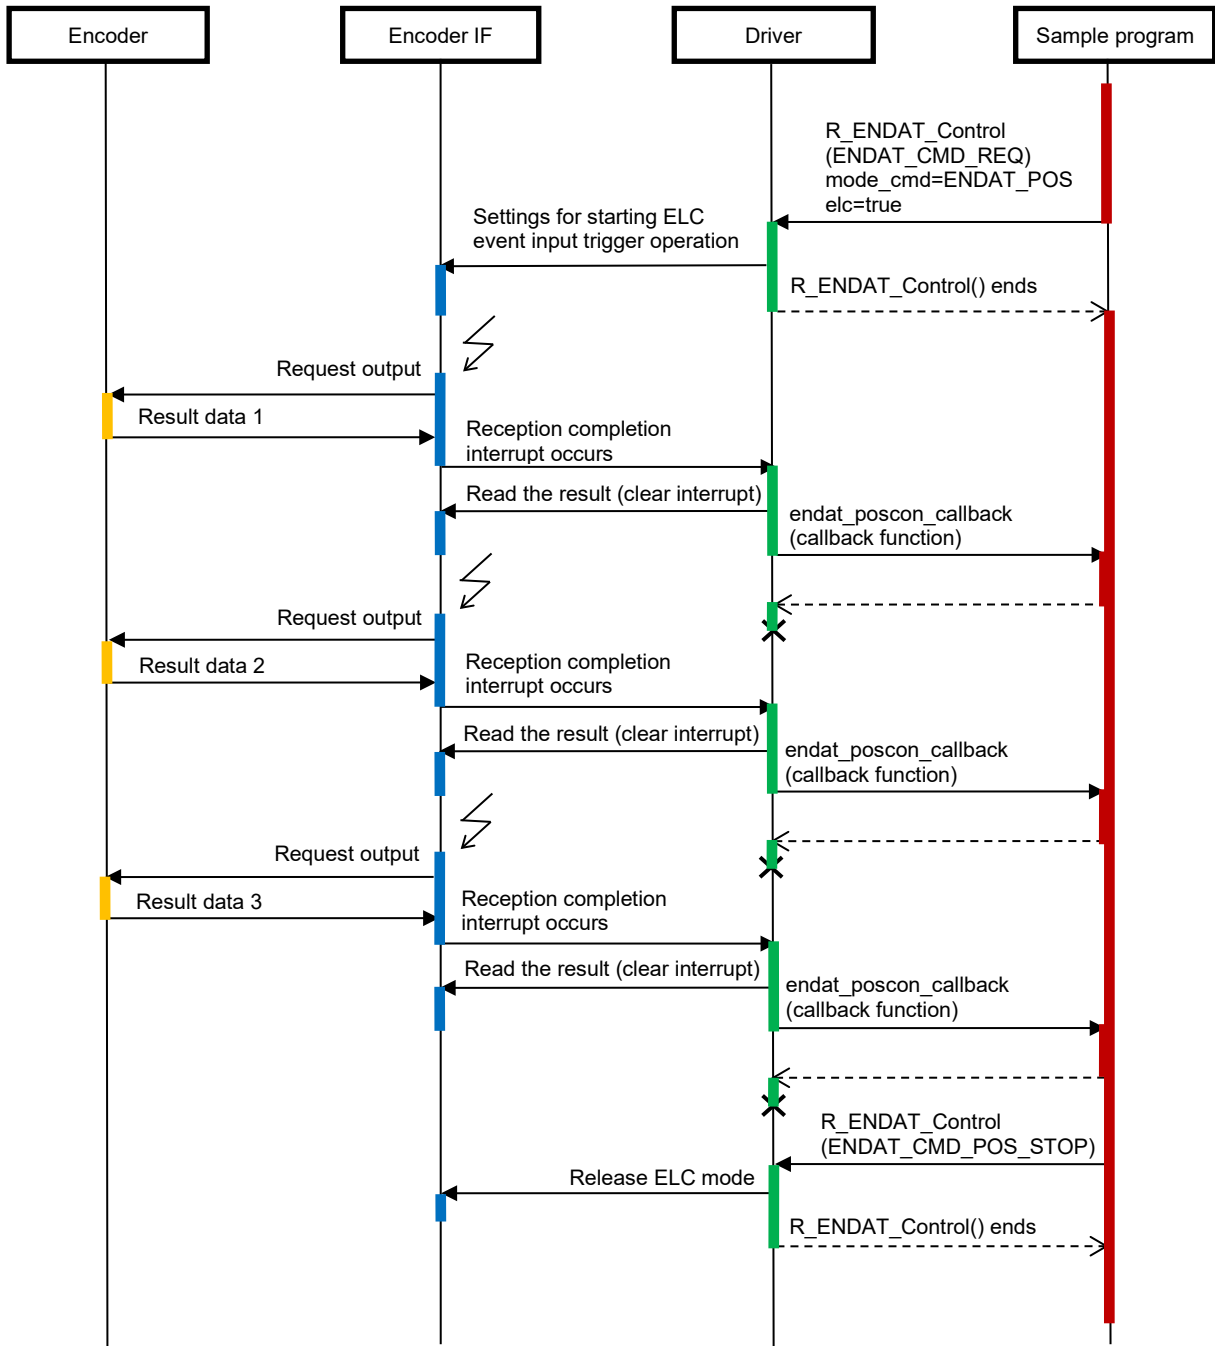 Encoder
Encoder IF
Driver
Sample program
R_ENDAT_Control
(ENDAT_CMD_REQ)
mode_cmd=ENDAT_POS
elc=true
Settings for starting ELC
event input trigger operation
R_ENDAT_Control() ends
Request output
Result data 1
Reception completion
interrupt occurs
Read the result (clear interrupt)
endat_poscon_callback
(callback function)
Request output
Result data 2
Reception completion
interrupt occurs
Read the result (clear interrupt)
endat_poscon_callback
(callback function)
Request output
Result data 3
Reception completion
interrupt occurs
Read the result (clear interrupt)
endat_poscon_callback
(callback function)
R_ENDAT_Control
(ENDAT_CMD_POS_STOP)
Release ELC mode
R_ENDAT_Control() ends